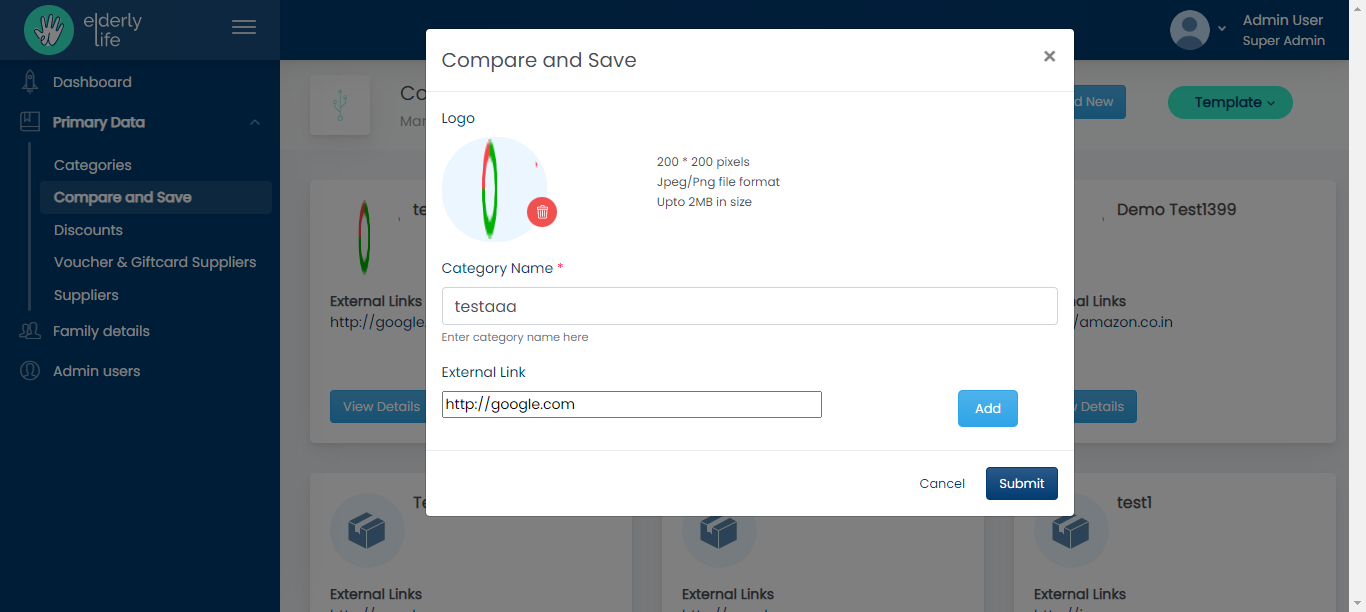 elderly
life
Admin User
Super Admin
Dashboard
Primary Data
Categories
Compare and Save
Discounts
Voucher & Giftcard Suppliers
Suppliers
Family details
Admin users
Compare and Save
×
Logo
200 * 200 pixels
Jpeg/Png file format
Upto 2MB in size
Category Name *
testaaa
Enter category name here
External Link
http://google.com
Add
Cancel
Submit
Co
Mar
d New
Template
te
External Links
http://google.
View Details
Demo Test1399
al Links
/amazon.co.in
Details
Te
External Links
External Links
test1
External Links